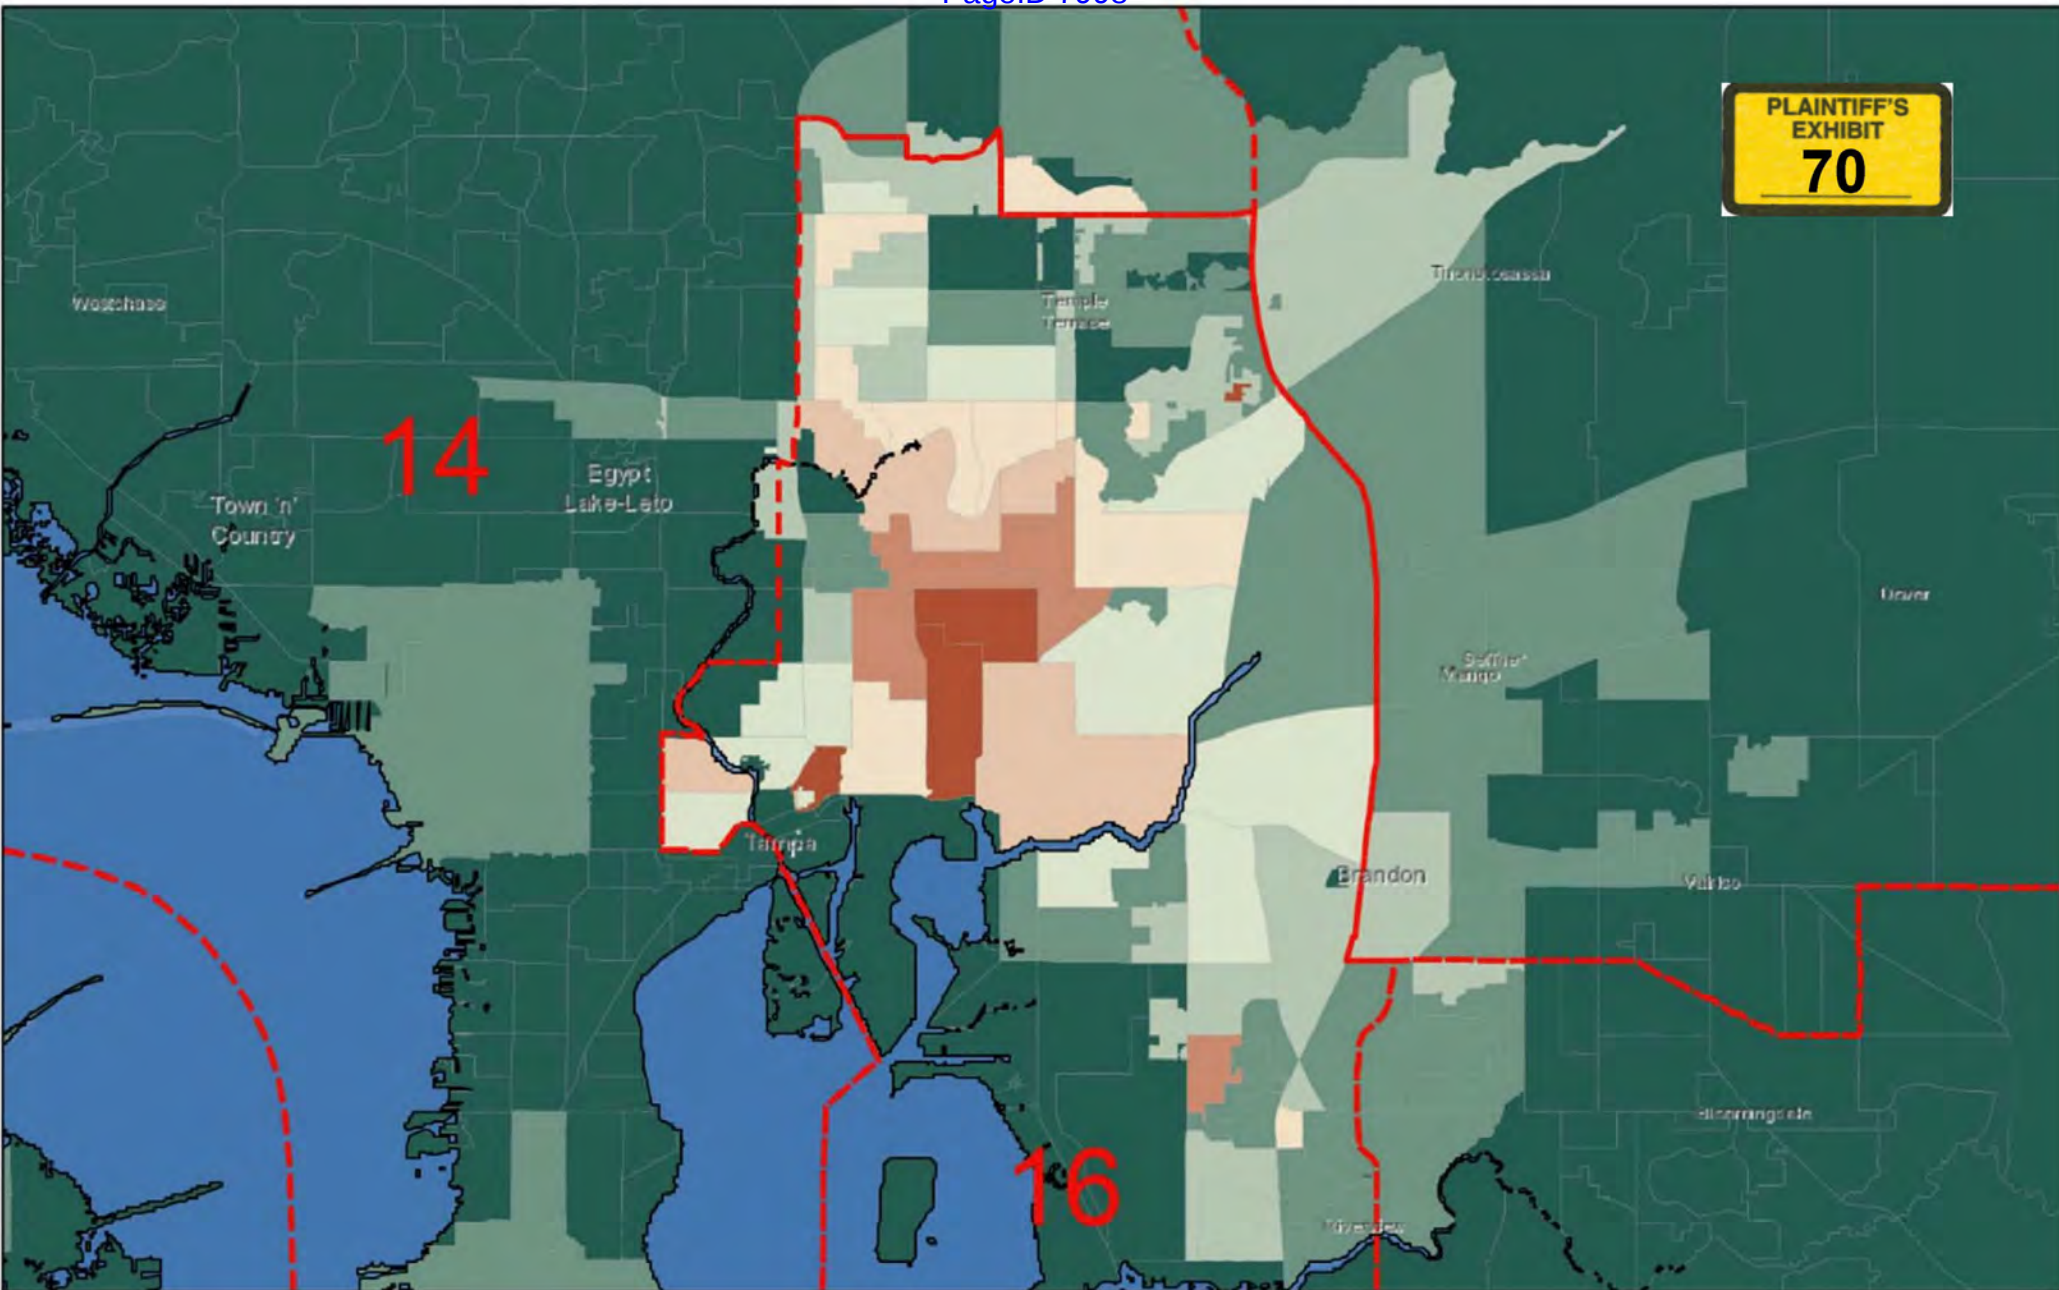 PLAINTIFF'S
EXHIBIT
70
Westchase
Temple
Terrace
14
Egypt
Lake-Leto
Town 'n'
Country
Dover
Mango
Tampa
Brandon
Valrico
Bloomingdale
16
Riverview